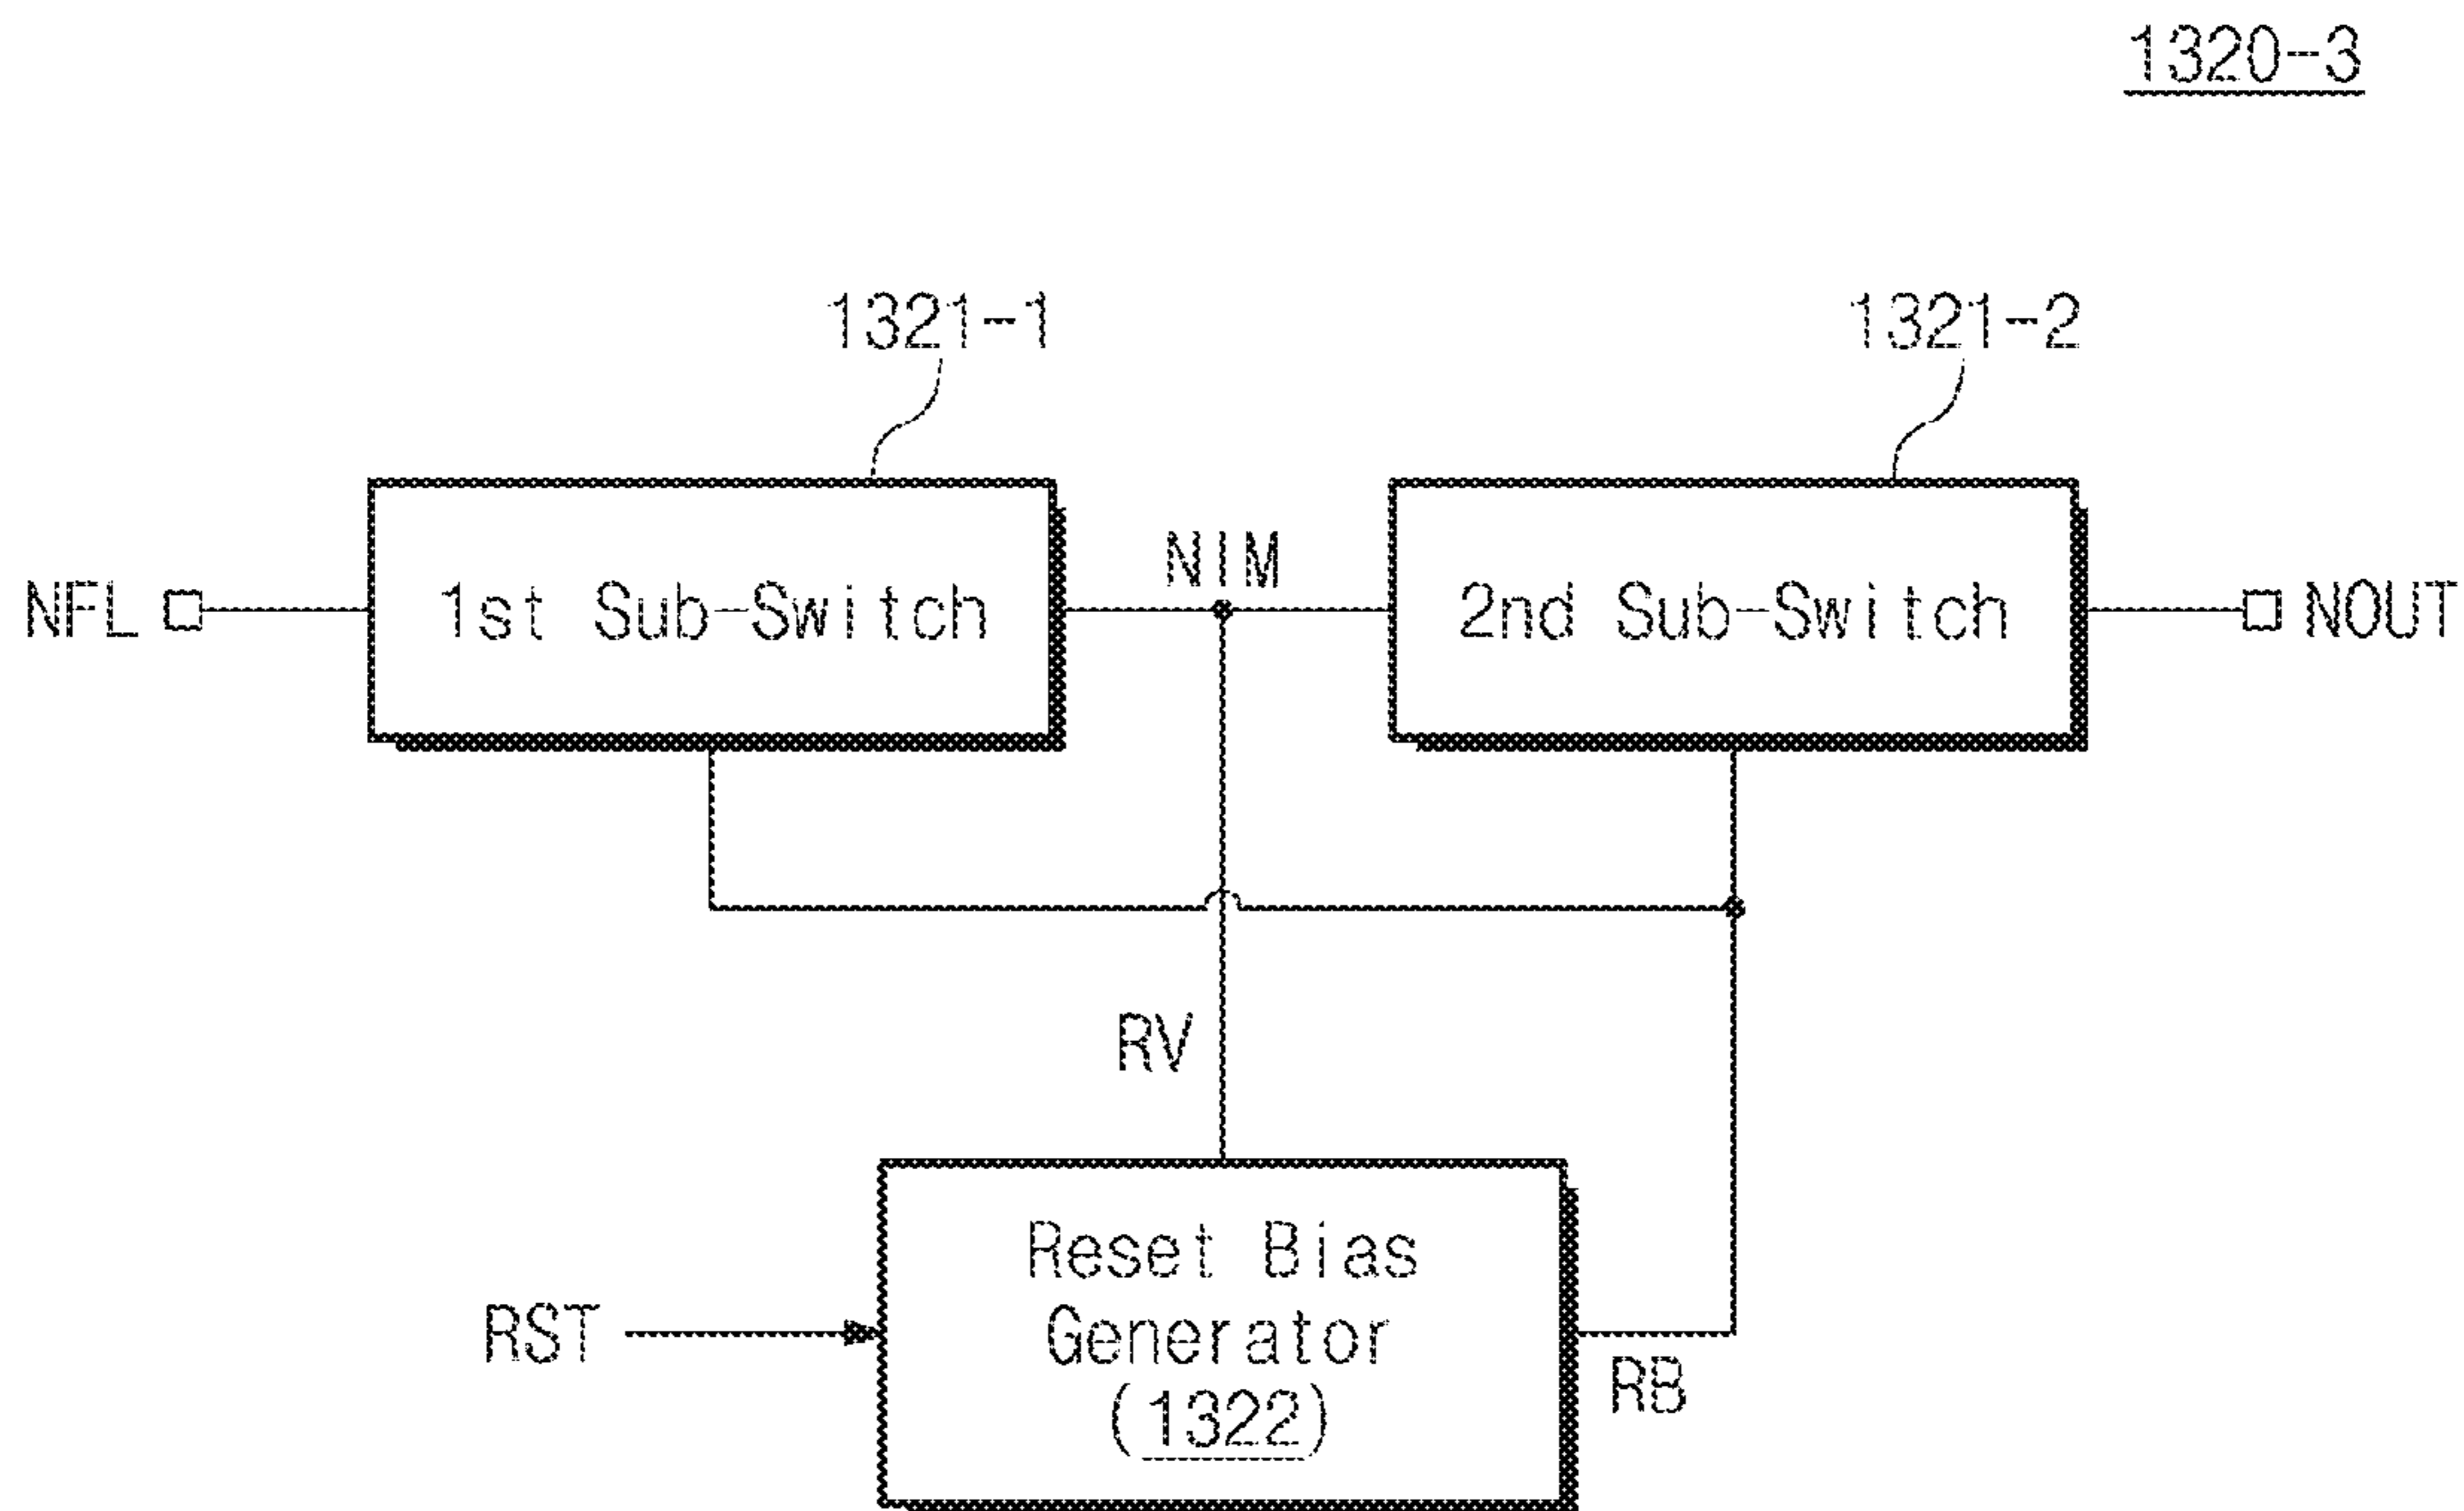 1320-3
1321-1
1321-2
NFL
1st Sub-Switch
NIM
2nd Sub-Switch
NOUT
RV
Reset Bias
Generator
(1322)
RST
RB